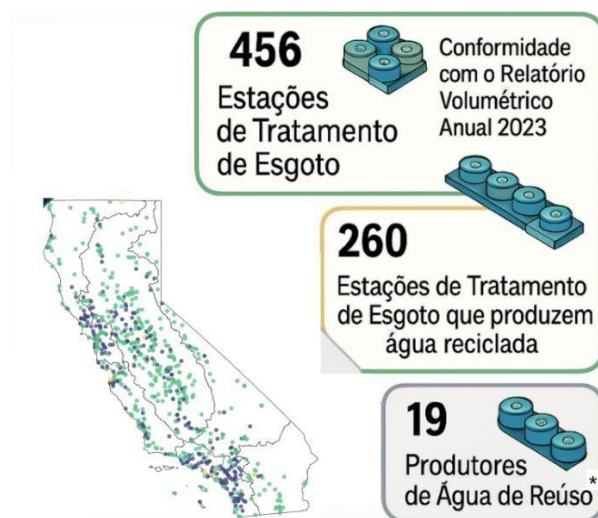 456
Estações
de Tratamento
de Esgoto
Conformidade
com o Relatório
Volumétrico
Anual 2023
260
Estações de Tratamento
de Esgoto que produzem
água reciclada
19
Produtores
de Água de Reúso *